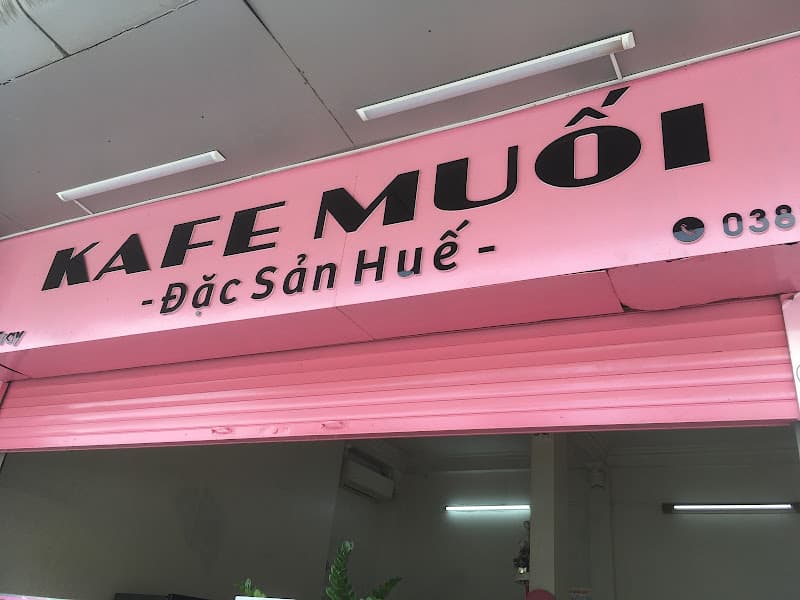 KAFE MUỐI
- Đặc Sản Huế -
038